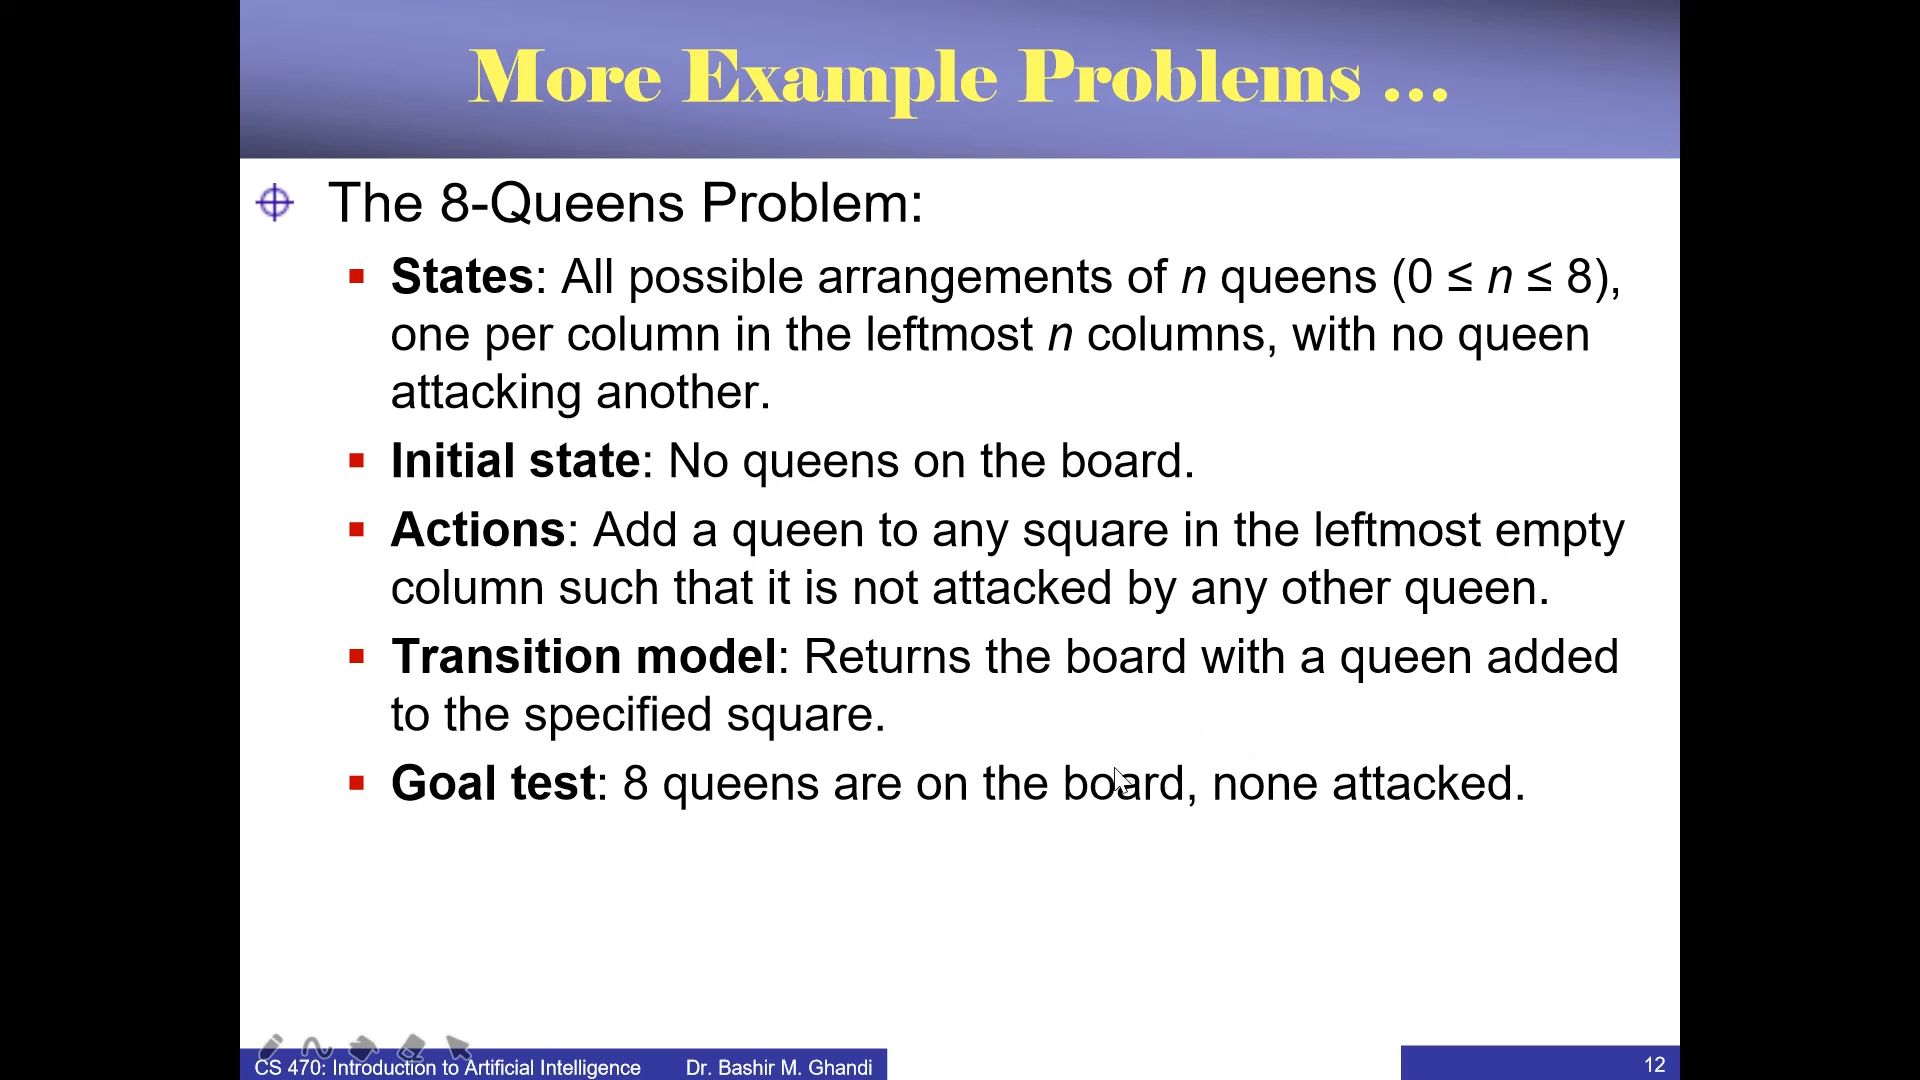 More Example Problems ...
The 8-Queens Problem:
States: All possible arrangements of n queens (0 ≤ n ≤ 8),
one per column in the leftmost n columns, with no queen
attacking another.
Initial state: No queens on the board.
Actions: Add a queen to any square in the leftmost empty
column such that it is not attacked by any other queen.
Transition model: Returns the board with a queen added
to the specified square.
Goal test: 8 queens are on the board, none attacked.
CS 470: Introduction to Artificial Intelligence Dr. Bashir M. Ghandi
12